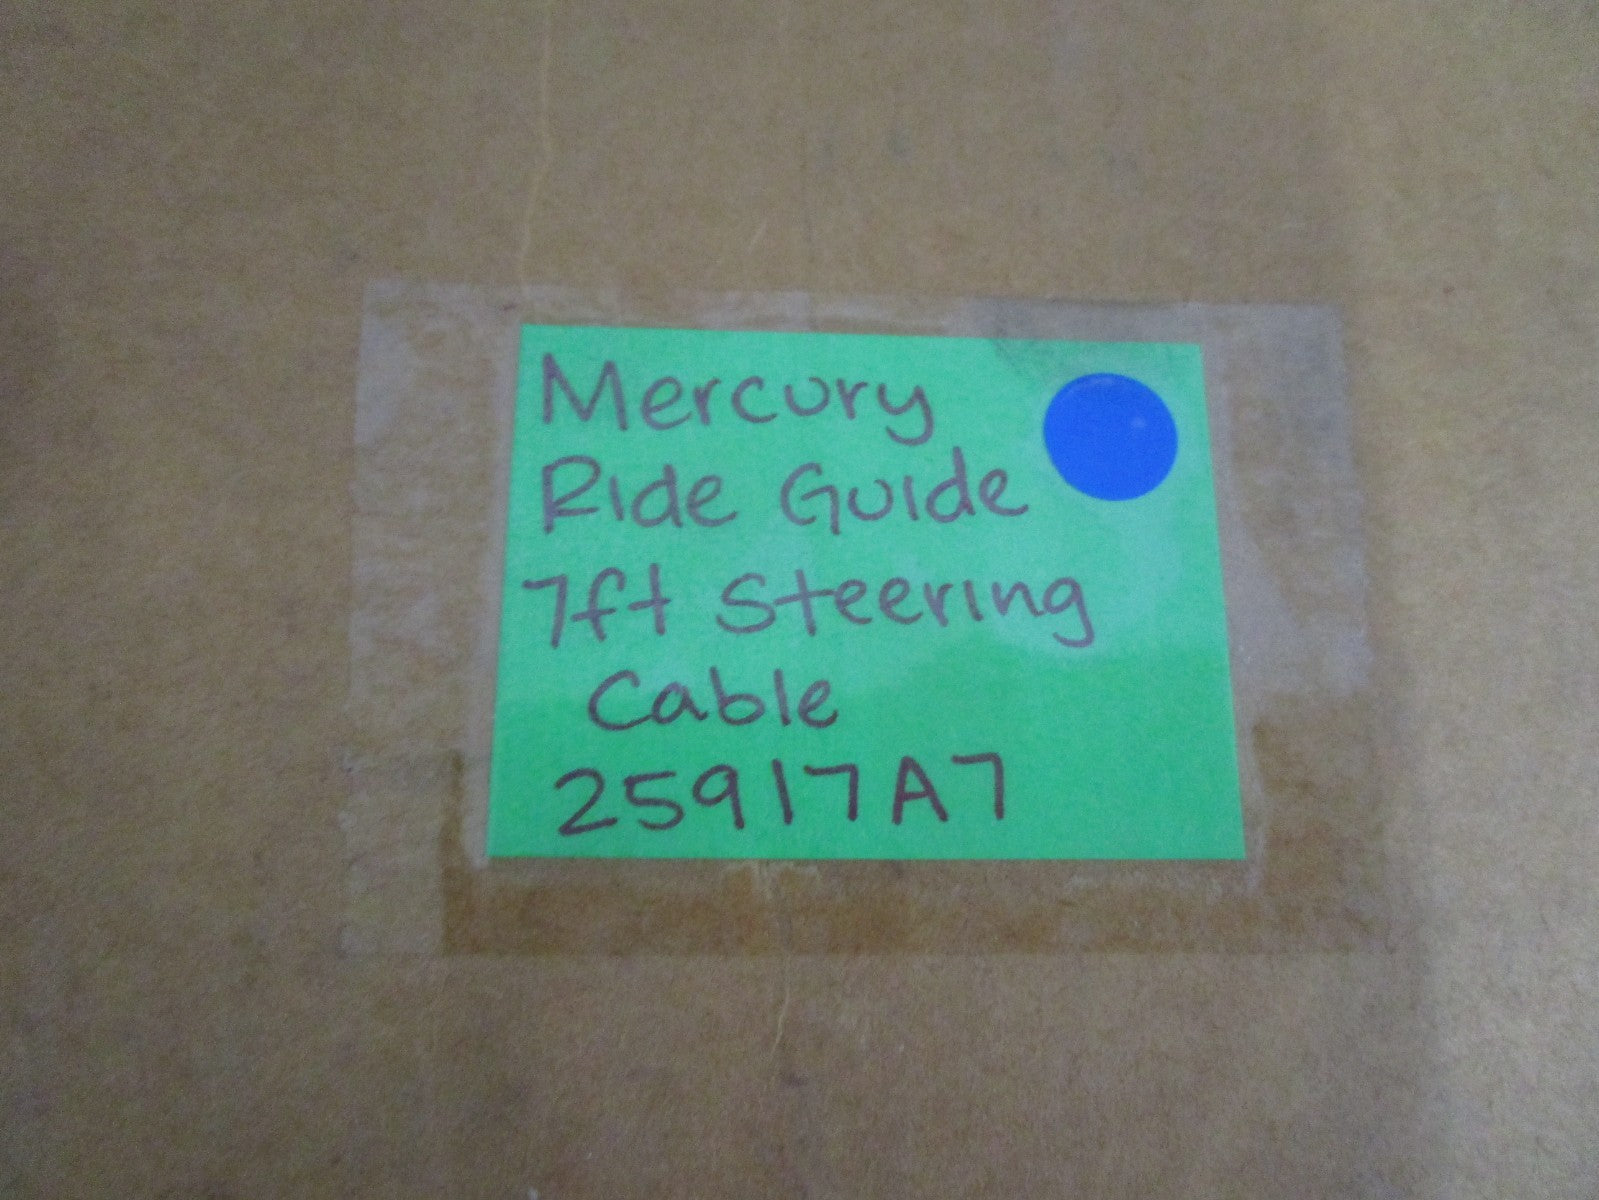 Mercury
Ride Guide
7ft Steering
Cable
25917A7